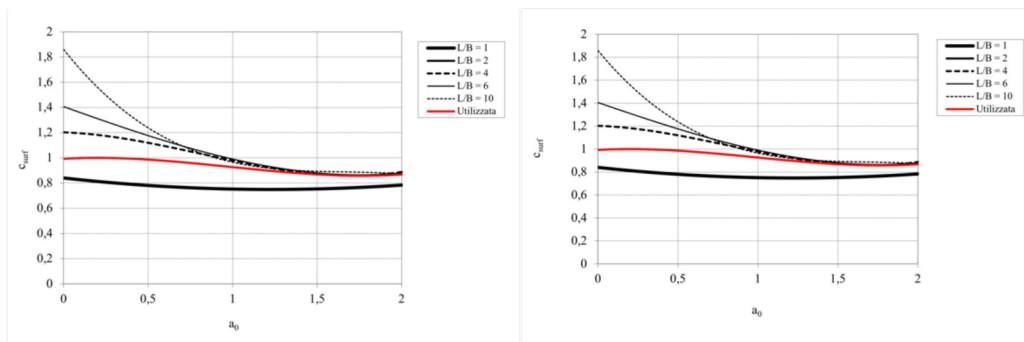 2
1,8
1,6
1,4
1,2
1
0,8
0,6
0,4
0,2
0
c_surf
0
0,5
1
1,5
2
a₀
L/B = 1
L/B = 2
L/B = 4
L/B = 6
L/B = 10
Utilizzata
2
1,8
1,6
1,4
1,2
1
0,8
0,6
0,4
0,2
0
c_surf
0
0,5
1
1,5
2
a₀
L/B = 1
L/B = 2
L/B = 4
L/B = 6
L/B = 10
Utilizzata